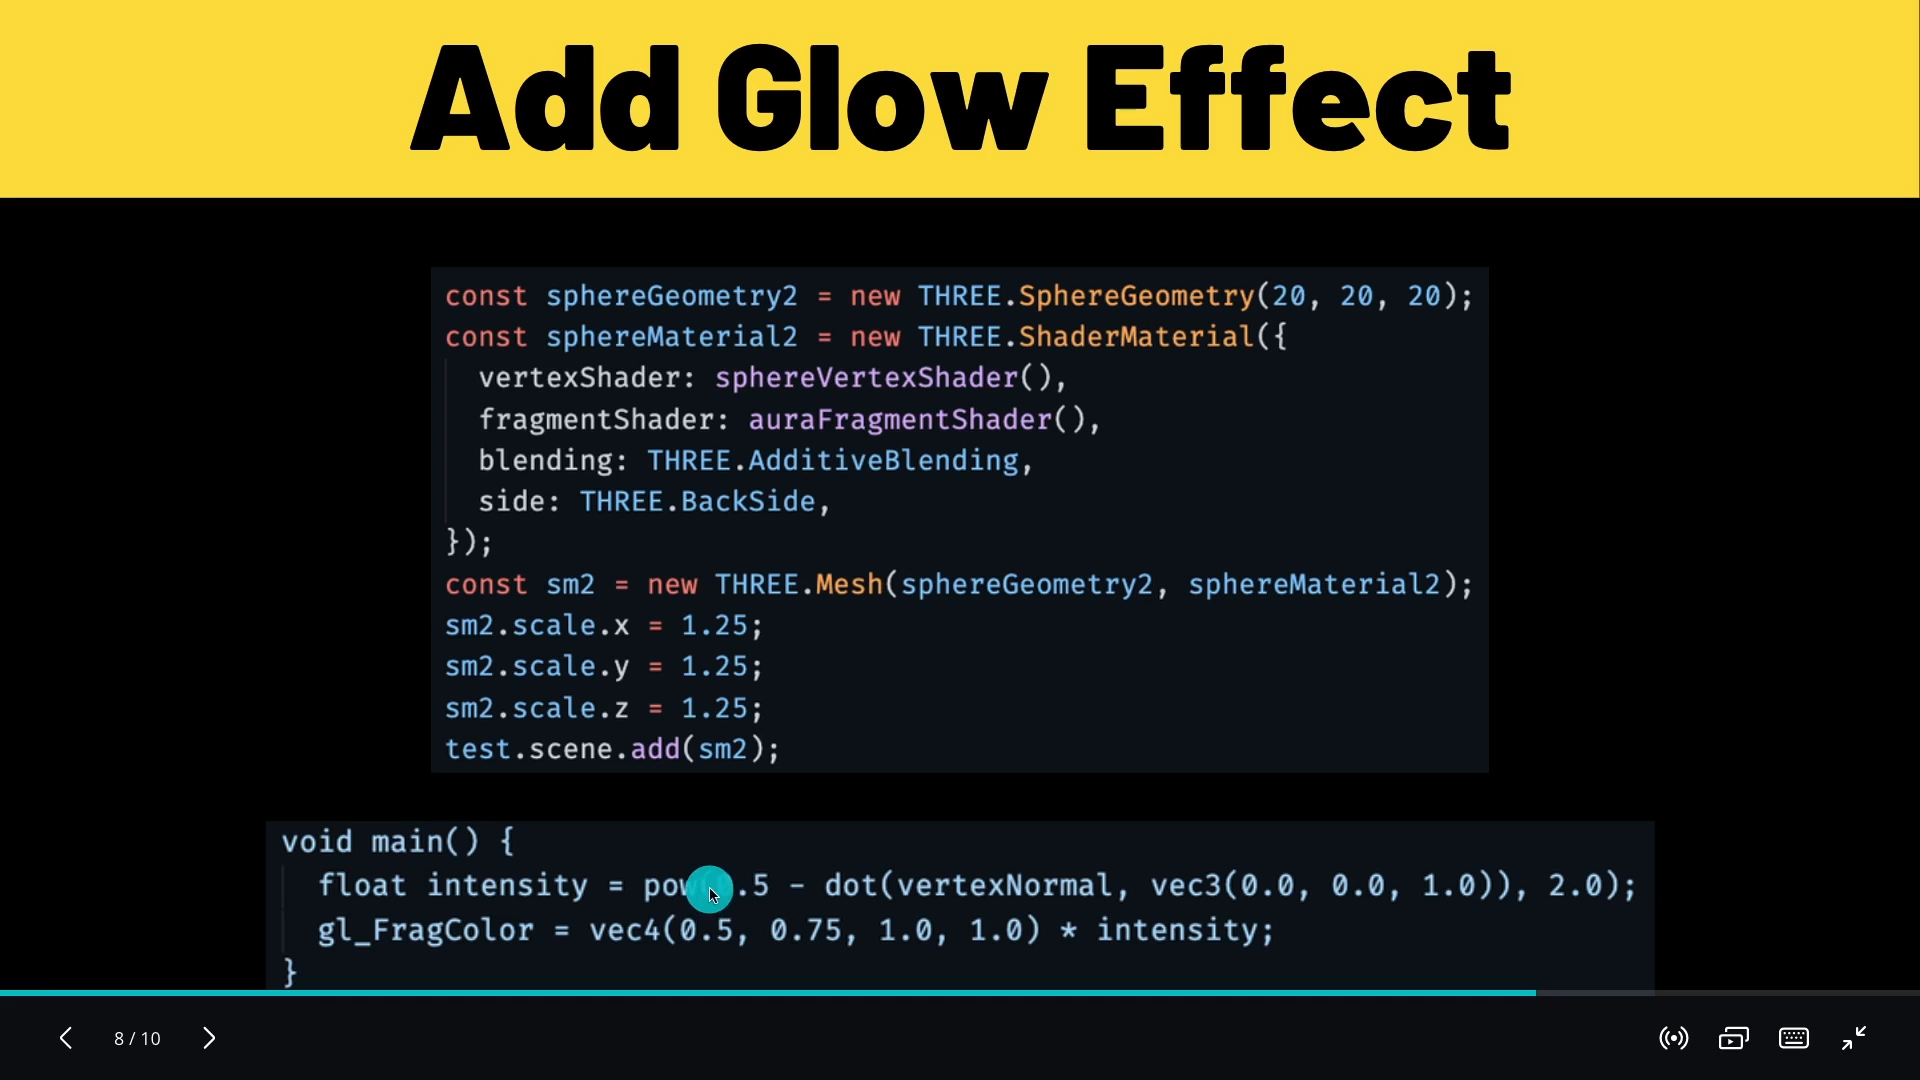 Add Glow Effect
const sphereGeometry2 = new THREE.SphereGeometry(20, 20, 20);
const sphereMaterial2 = new THREE.ShaderMaterial({
vertexShader: sphereVertexShader(),
fragmentShader: auraFragmentShader(),
blending: THREE.AdditiveBlending,
side: THREE.BackSide,
});
const sm2 = new THREE.Mesh(sphereGeometry2, sphereMaterial2);
sm2.scale.x = 1.25;
sm2.scale.y = 1.25;
sm2.scale.z = 1.25;
test.scene.add(sm2);
void main() {
float intensity = pow .5 - dot(vertexNormal, vec3(0.0, 0.0, 1.0)), 2.0);
gl_FragColor = vec4(0.5, 0.75, 1.0, 1.0) * intensity;
}
8 / 10